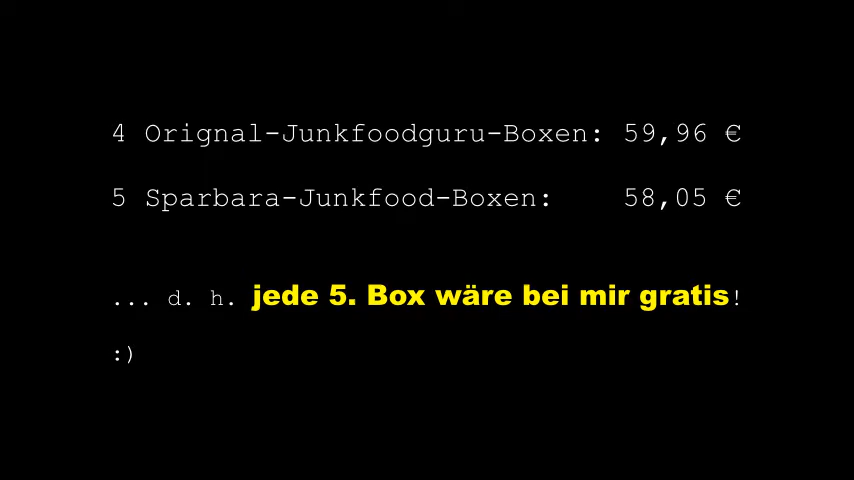 4 Orignal-Junkfoodguru-Boxen: 59,96 €
5 Sparbara-Junkfood-Boxen: 58,05 €
... d. h. jede 5. Box wäre bei mir gratis!
:)